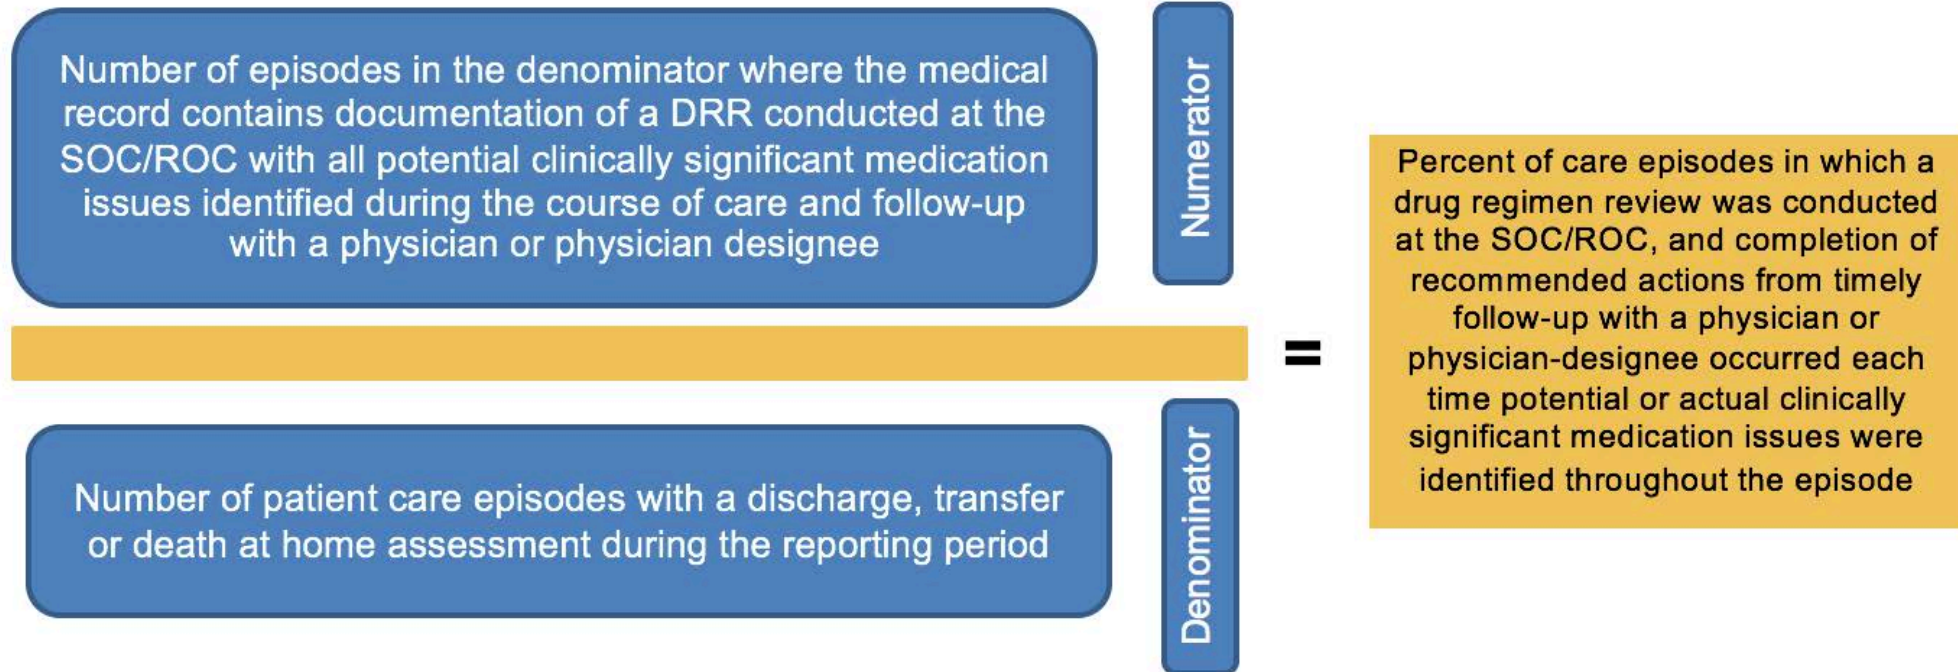 Number of episodes in the denominator where the medical
record contains documentation of a DRR conducted at the
SOC/ROC with all potential clinically significant medication
issues identified during the course of care and follow-up
with a physician or physician designee
Numerator
Number of patient care episodes with a discharge, transfer
or death at home assessment during the reporting period
Denominator
=
Percent of care episodes in which a
drug regimen review was conducted
at the SOC/ROC, and completion of
recommended actions from timely
follow-up with a physician or
physician-designee occurred each
time potential or actual clinically
significant medication issues were
identified throughout the episode